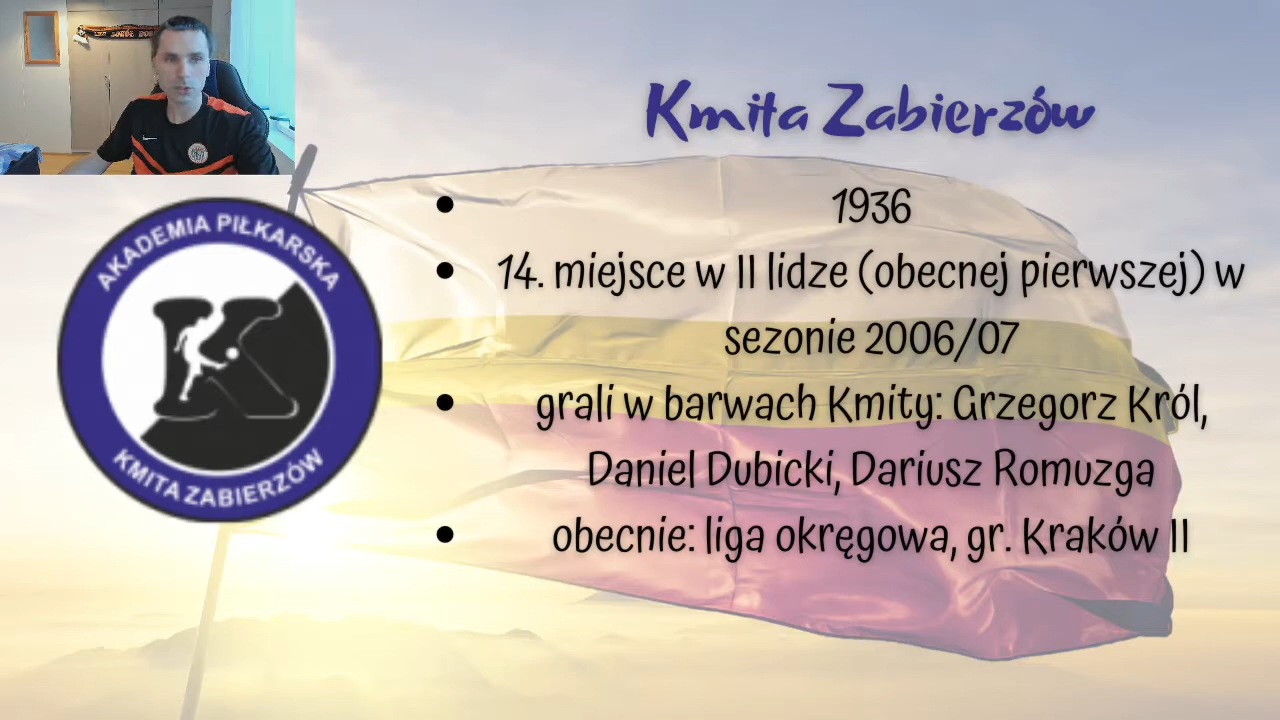 Kmita Zabierzów
AKADEMIA PIŁKARSKA
K
KMITA ZABIERZÓW
• 1936
• 14. miejsce w II lidze (obecnej pierwszej) w
sezonie 2006/07
• grali w barwach Kmity: Grzegorz Król,
Daniel Dubicki, Dariusz Romuzga
• obecnie: liga okręgowa, gr. Kraków II